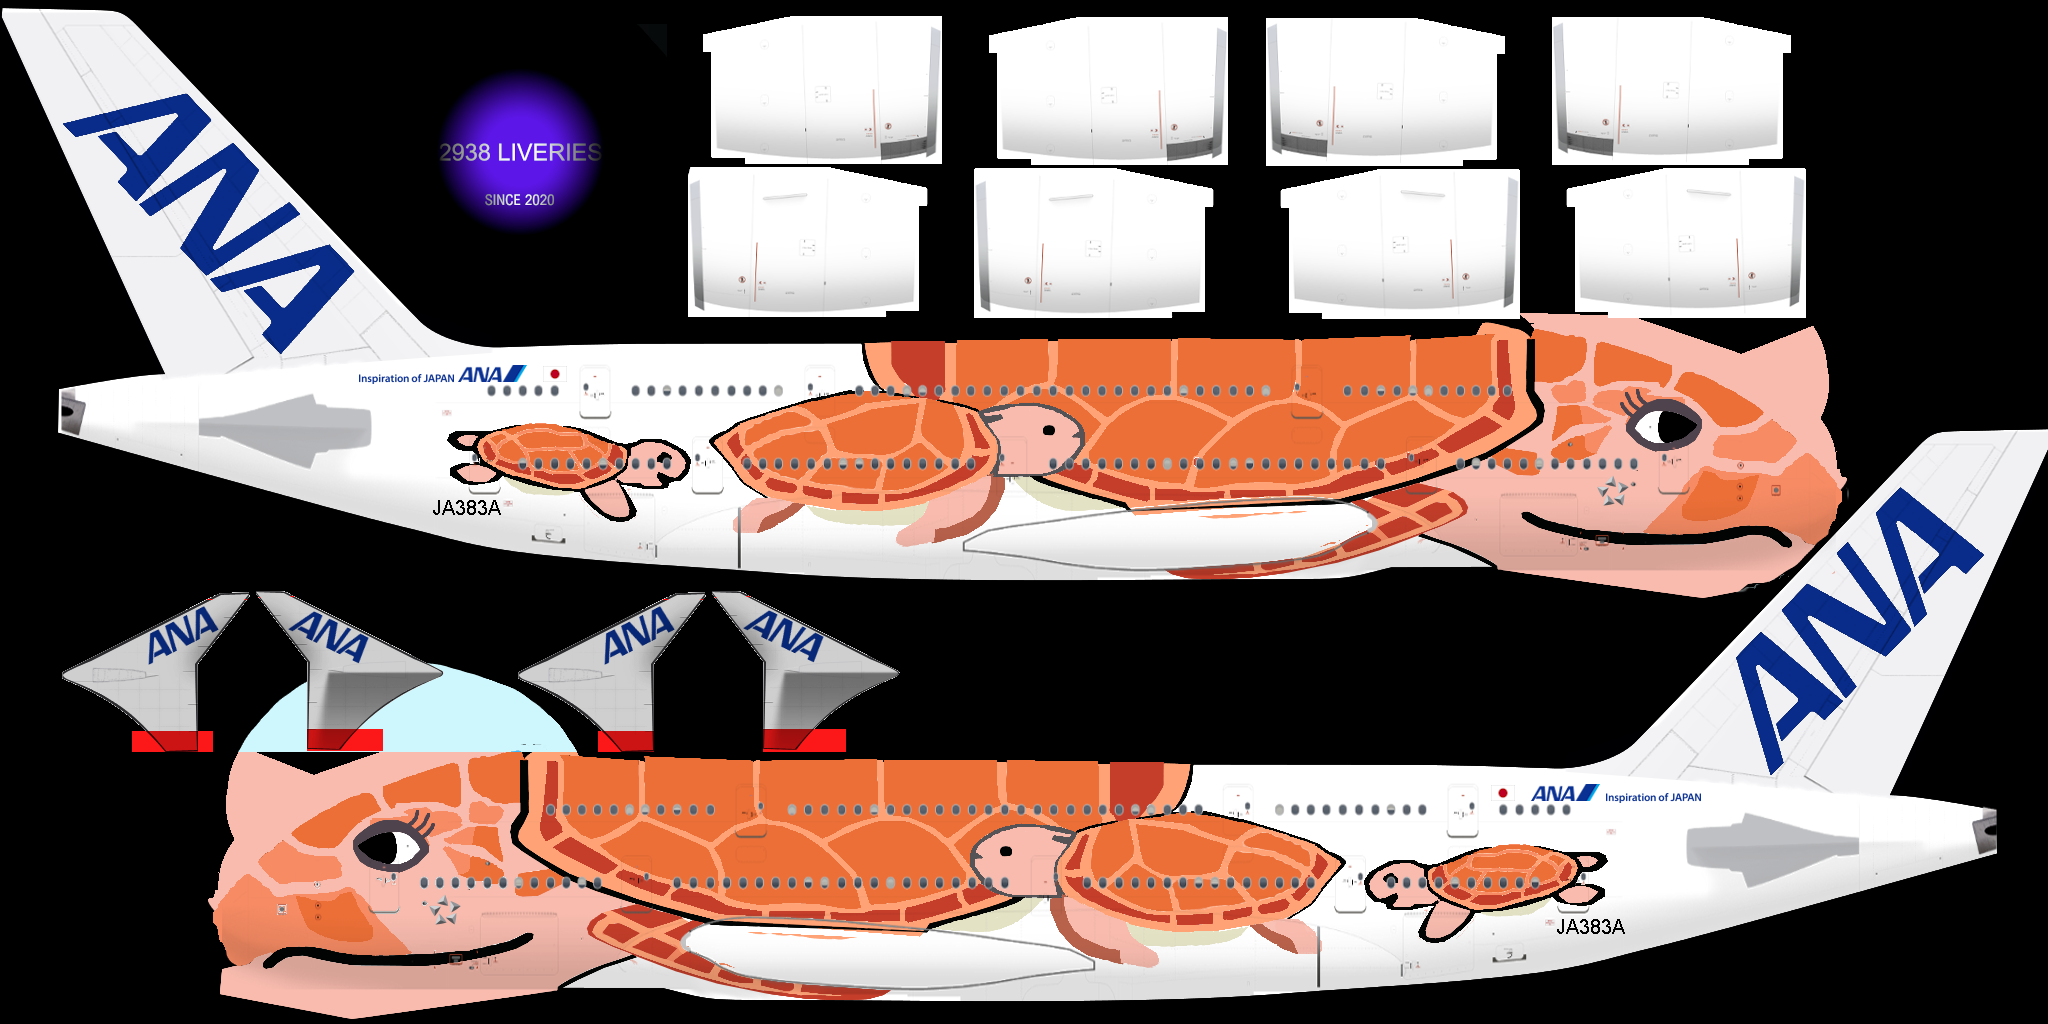 ANA
2938 LIVERIES
SINCE 2020
Inspiration of JAPAN ANA
JA383A
ANA
ANA
ANA
ANA
ANA
ANA Inspiration of JAPAN
JA383A